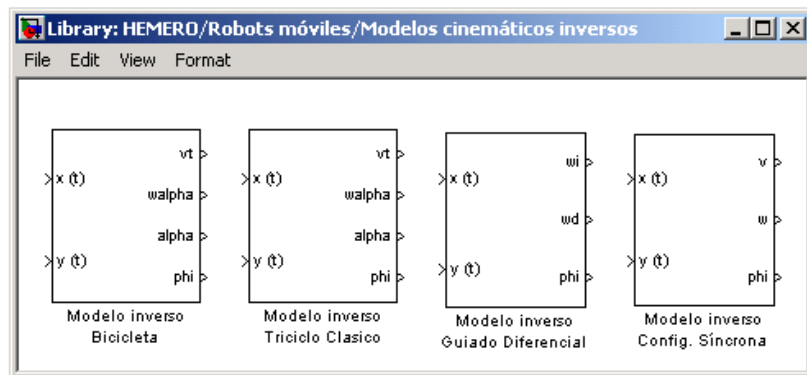 Library: HEMERO/Robots móviles/Modelos cinemáticos inversos
File Edit View Format
x (t)
y (t)
vt
walpha
alpha
phi
Modelo inverso
Bicicleta
x (t)
y (t)
vt
walpha
alpha
phi
Modelo inverso
Triciclo Clasico
x (t)
y (t)
wi
wd
phi
Modelo inverso
Guiado Diferencial
x (t)
y (t)
v
w
phi
Modelo inverso
Config. Síncrona